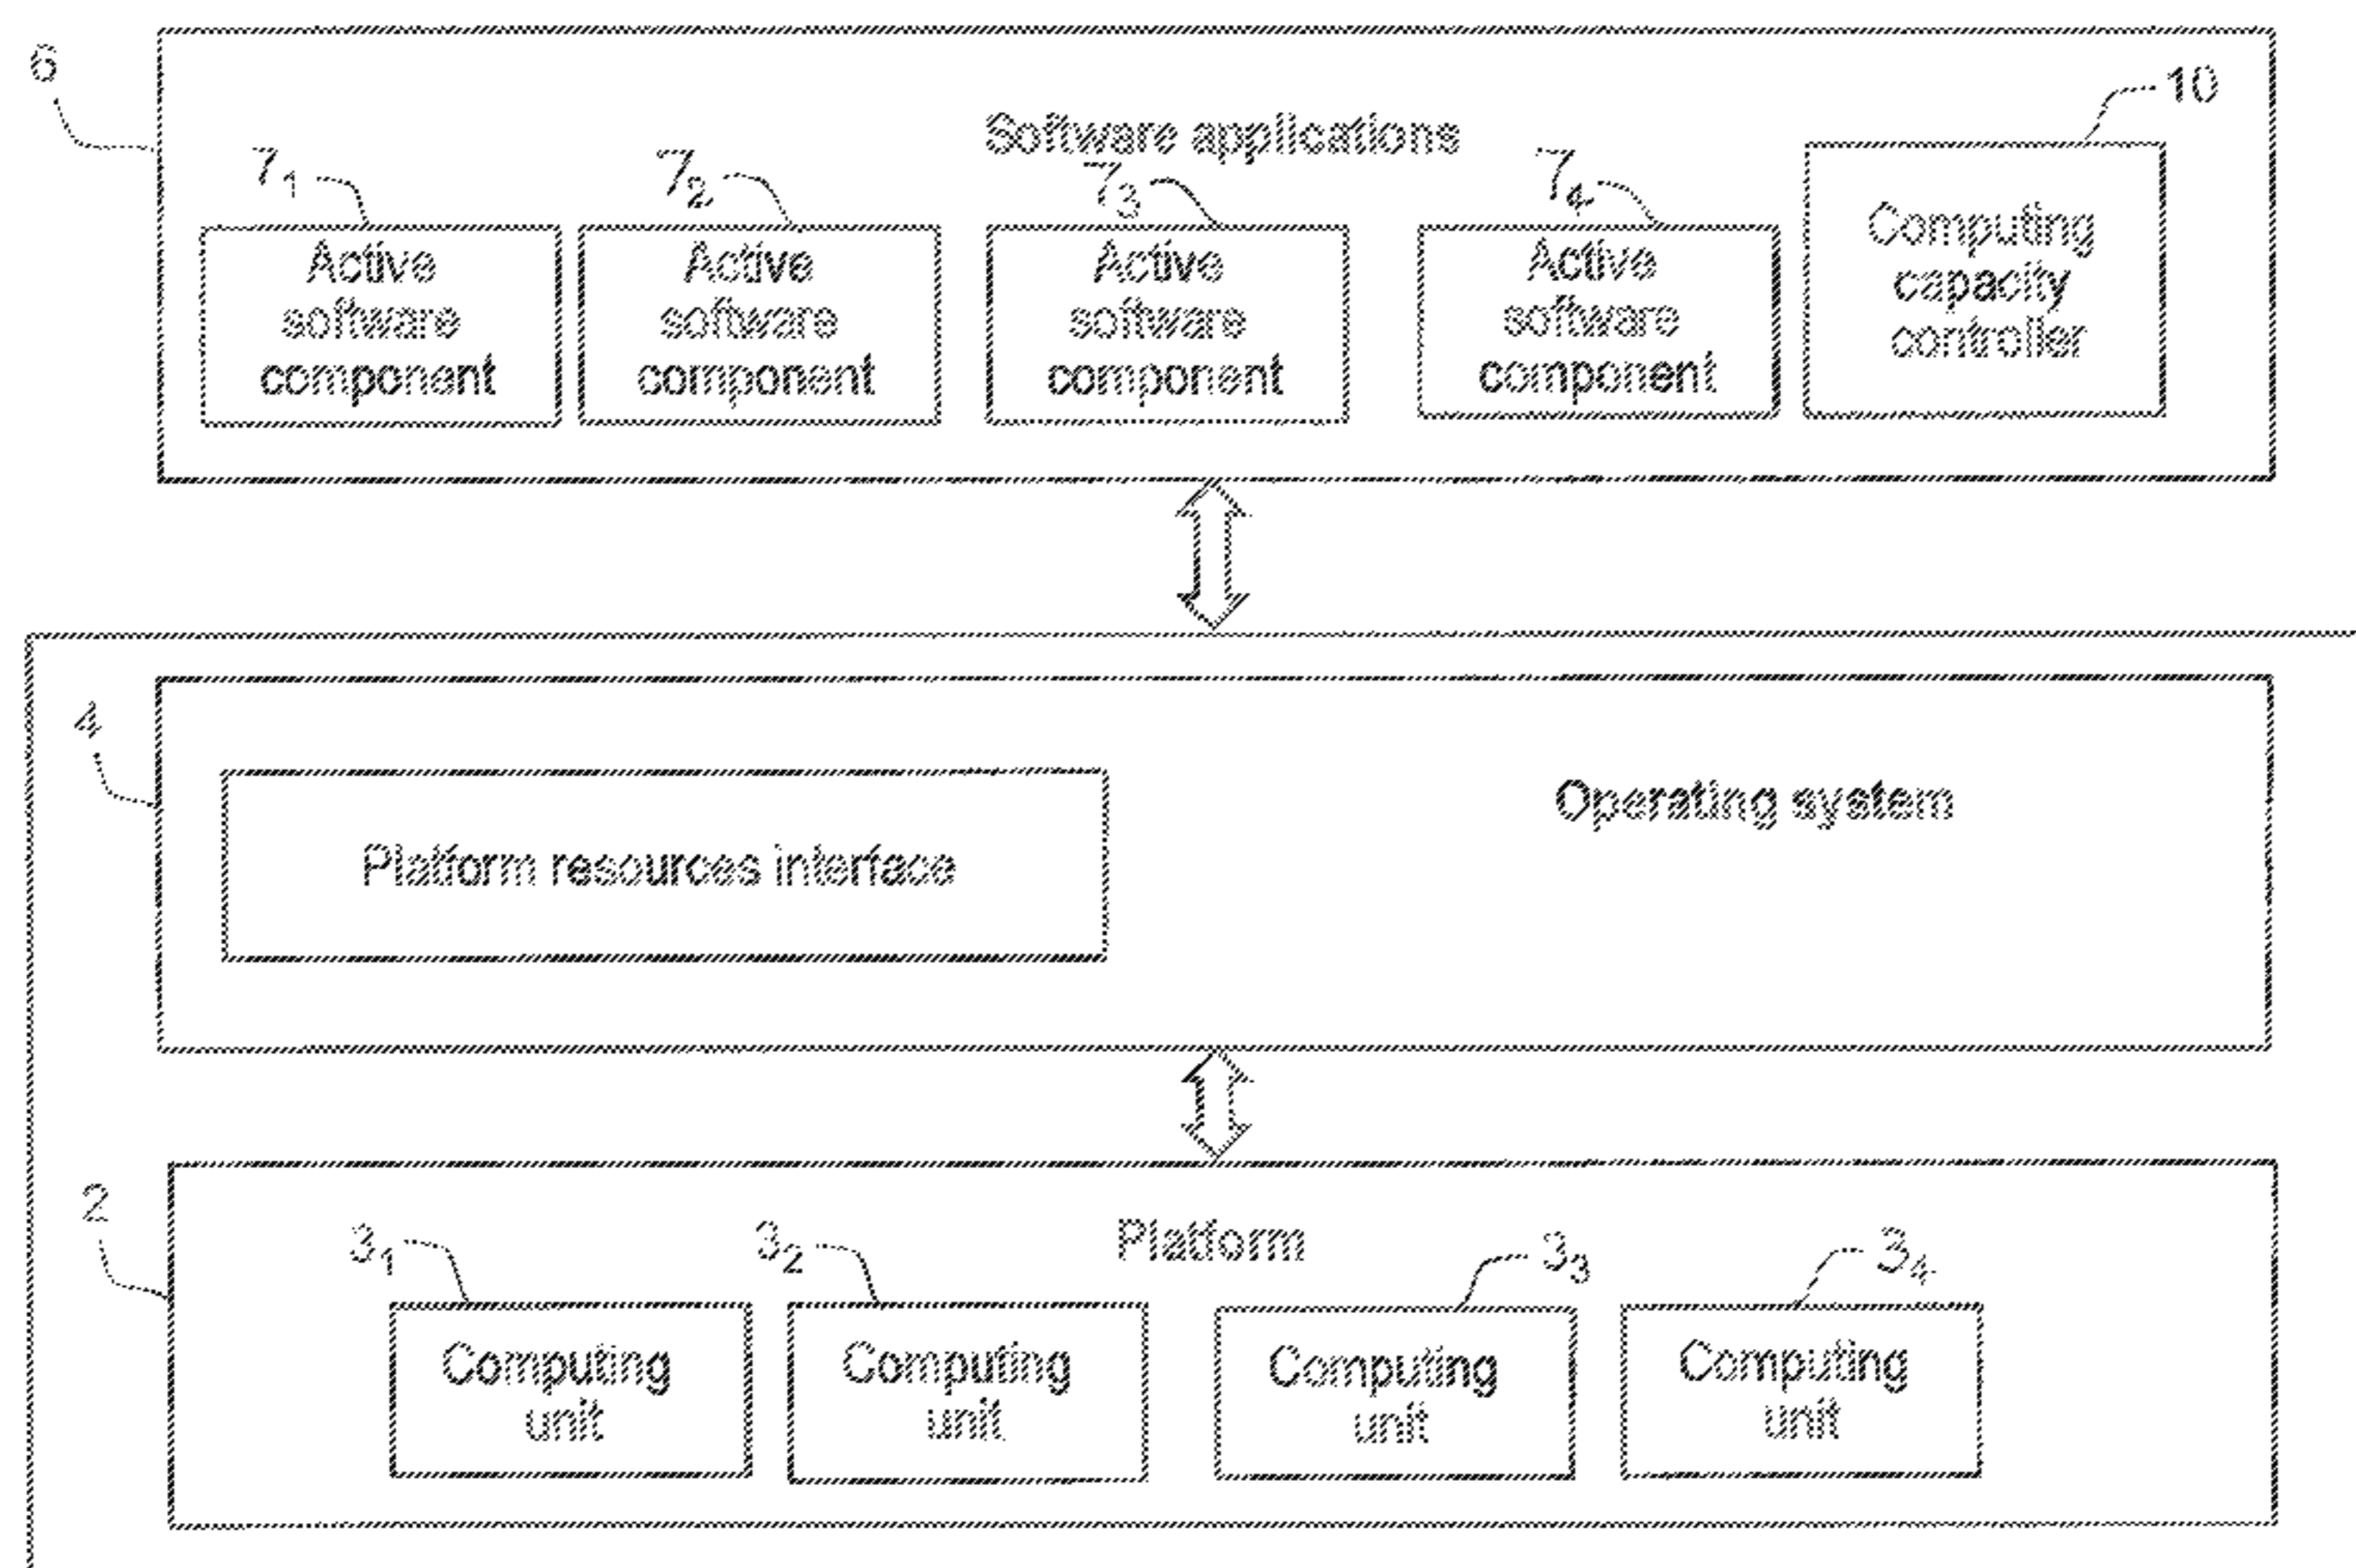 6
10
Software applications
7₁
7₂
7₃
7₄
Active
software
component
Active
software
component
Active
software
component
Active
software
component
Computing
capacity
controller
4
Operating system
Platform resources interface
2
Platform
3₁
3₂
3₃
3₄
Computing
unit
Computing
unit
Computing
unit
Computing
unit